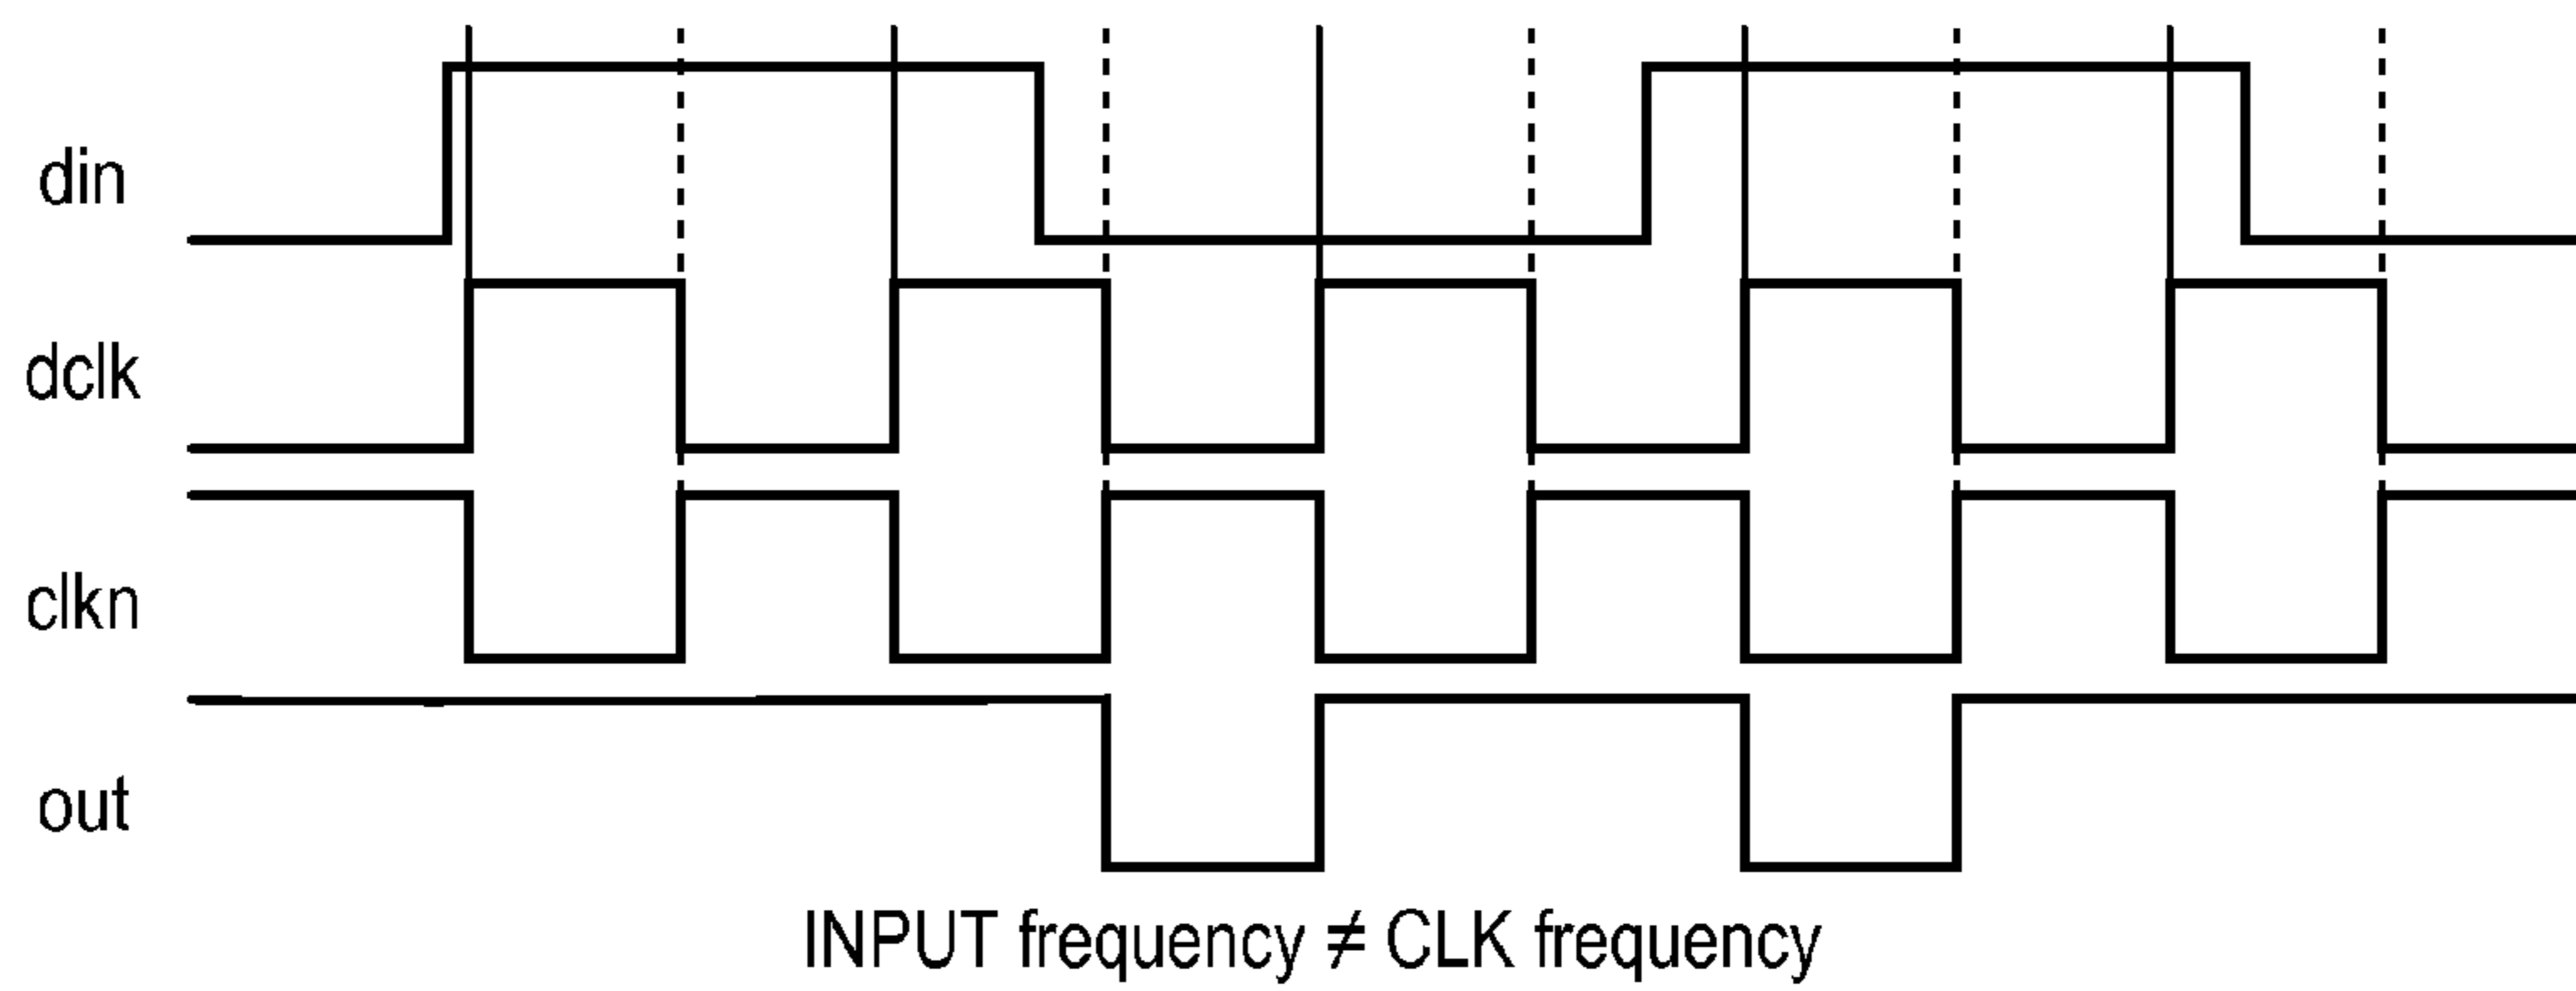 din
dclk
clkn
out
INPUT frequency ≠ CLK frequency